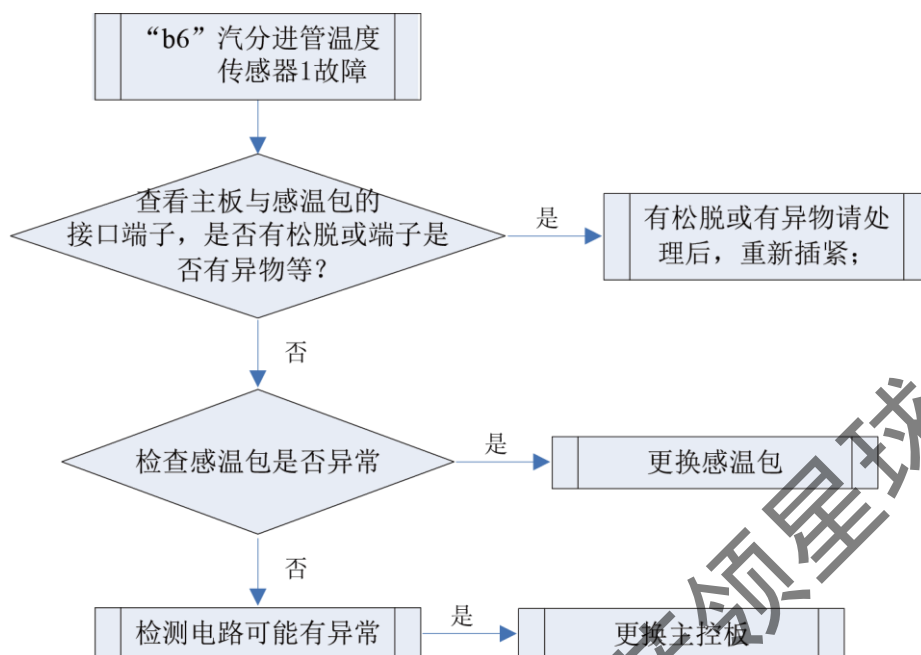 “b6”汽分进管温度
传感器1故障
查看主板与感温包的
接口端子，是否有松脱或端子是
否有异物等？
是
有松脱或有异物请处
理后，重新插紧；
否
检查感温包是否异常
是
更换感温包
否
检测电路可能有异常
是
更换主控板
领星球